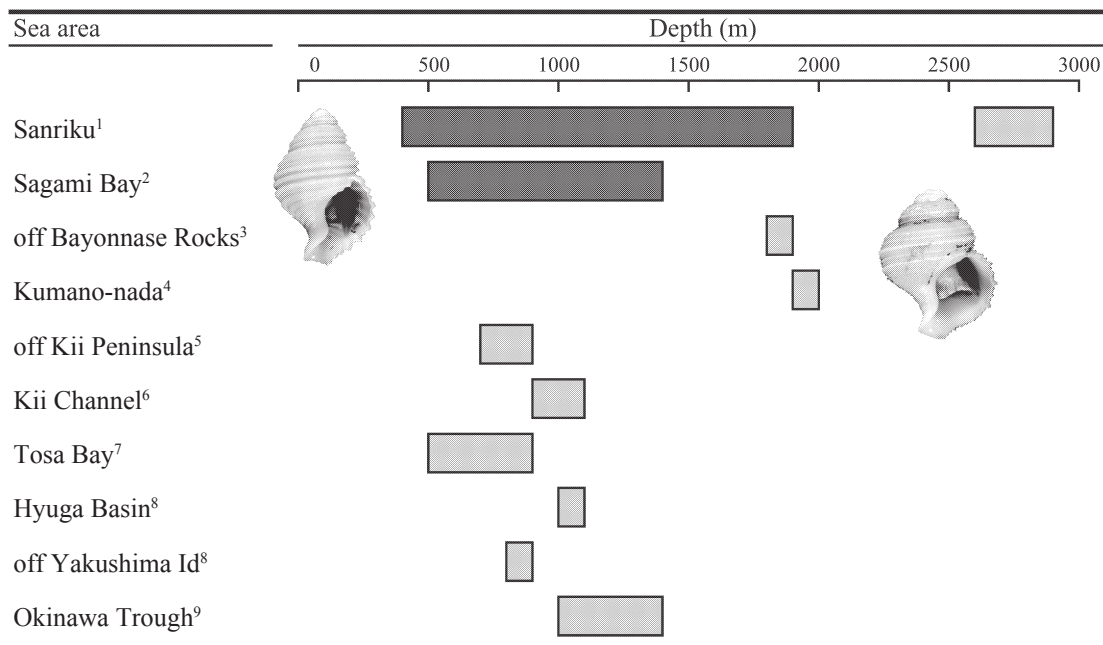 Sea area Depth (m)
0 500 1000 1500 2000 2500 3000
Sanriku¹
Sagami Bay²
off Bayonnase Rocks³
Kumano-nada⁴
off Kii Peninsula⁵
Kii Channel⁶
Tosa Bay⁷
Hyuga Basin⁸
off Yakushima Id⁸
Okinawa Trough⁹